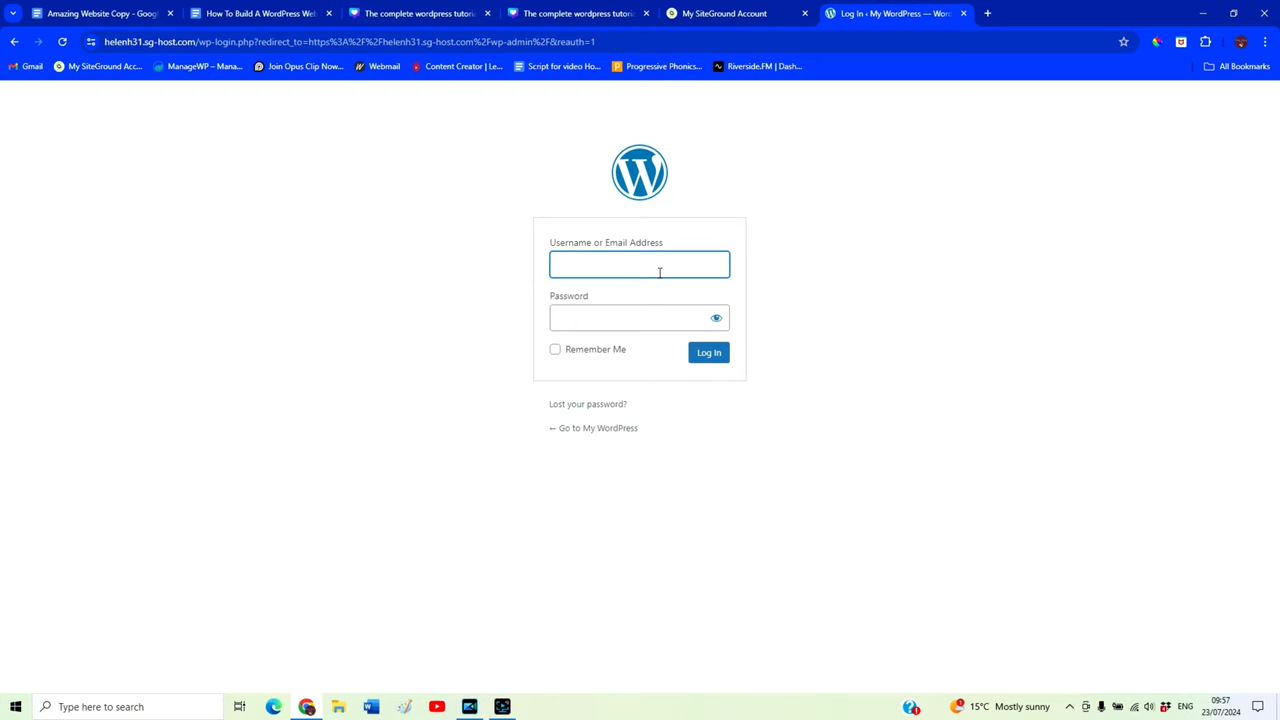 Amazing Website Copy - Goog
How To Build A WordPress Web
The complete wordpress tutori
The complete wordpress tutori
My SiteGround Account
Log In ‹ My WordPress — Wor
helenh31.sg-host.com/wp-login.php?redirect_to=https%3A%2F%2Fhelenh31.sg-host.com%2Fwp-admin%2F&reauth=1
Gmail
My SiteGround Acc...
ManageWP – Mana...
Join Opus Clip Now...
Webmail
Content Creator | Le...
Script for video Ho...
Progressive Phonics...
Riverside.FM | Dash...
All Bookmarks
Username or Email Address
Password
Remember Me
Log In
Lost your password?
← Go to My WordPress
Type here to search
15°C Mostly sunny
ENG
09:57
23/07/2024